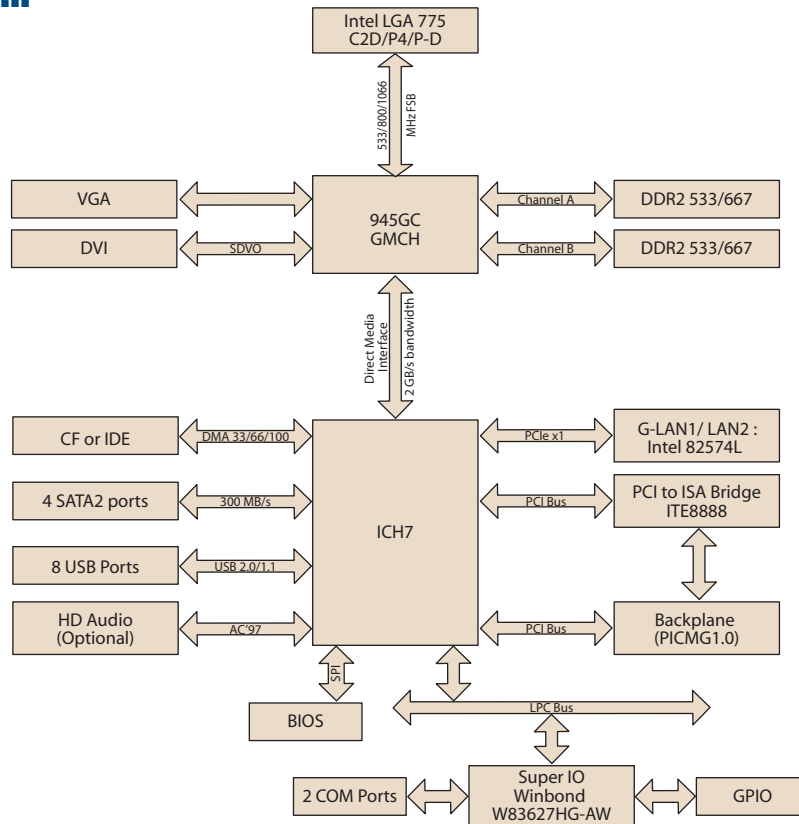 Intel LGA 775
C2D/P4/P-D
533/800/1066
MHz FSB
VGA
945GC
GMCH
Channel A
DDR2 533/667
DVI
SDVO
Channel B
DDR2 533/667
Direct Media
Interface
2 GB/s bandwidth
CF or IDE
DMA 33/66/100
ICH7
PCIe x1
G-LAN1/ LAN2 :
Intel 82574L
4 SATA2 ports
300 MB/s
PCI Bus
PCI to ISA Bridge
ITE8888
8 USB Ports
USB 2.0/1.1
HD Audio
(Optional)
AC'97
PCI Bus
Backplane
(PICMG1.0)
SPI
BIOS
LPC Bus
2 COM Ports
Super IO
Winbond
W83627HG-AW
GPIO